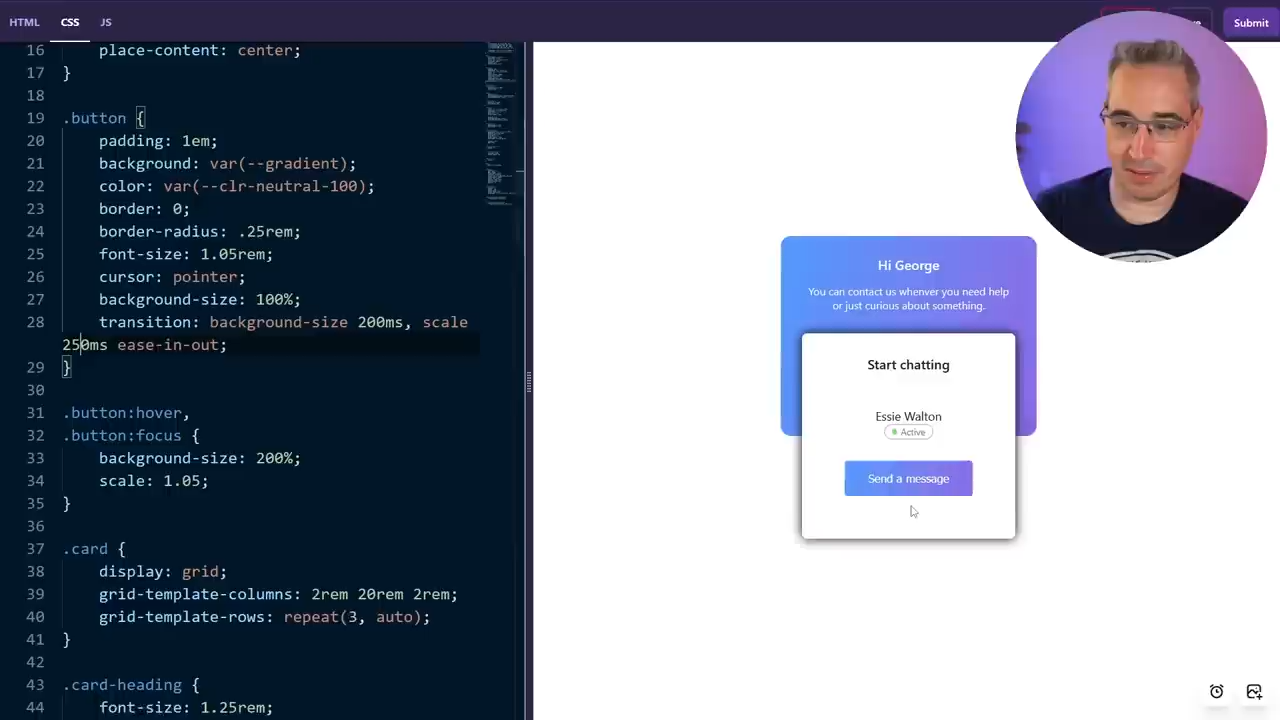 HTML CSS JS Submit
16 place-content: center;
17 }
18
19 .button {
20 padding: 1em;
21 background: var(--gradient);
22 color: var(--clr-neutral-100);
23 border: 0;
24 border-radius: .25rem;
25 font-size: 1.05rem;
26 cursor: pointer;
27 background-size: 100%;
28 transition: background-size 200ms, scale
250ms ease-in-out;
29 }
30
31 .button:hover,
32 .button:focus {
33 background-size: 200%;
34 scale: 1.05;
35 }
36
37 .card {
38 display: grid;
39 grid-template-columns: 2rem 20rem 2rem;
40 grid-template-rows: repeat(3, auto);
41 }
42
43 .card-heading {
44 font-size: 1.25rem;
Hi George
You can contact us whenver you need help
or just curious about something.
Start chatting
Essie Walton
Active
Send a message